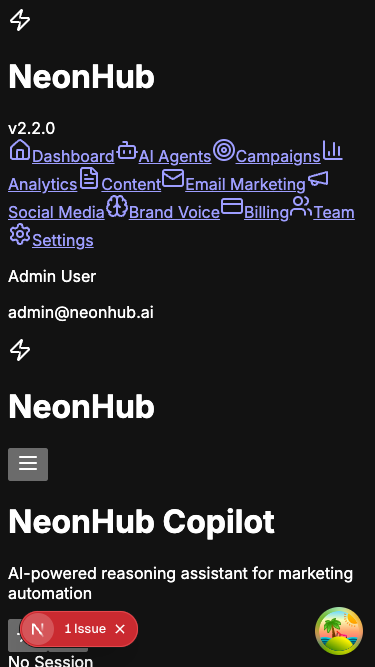 NeonHub
v2.2.0
Dashboard AI Agents Campaigns
Analytics Content Email Marketing
Social Media Brand Voice Billing Team
Settings
Admin User
admin@neonhub.ai
NeonHub
NeonHub Copilot
AI-powered reasoning assistant for marketing
automation
N 1 Issue
No Session